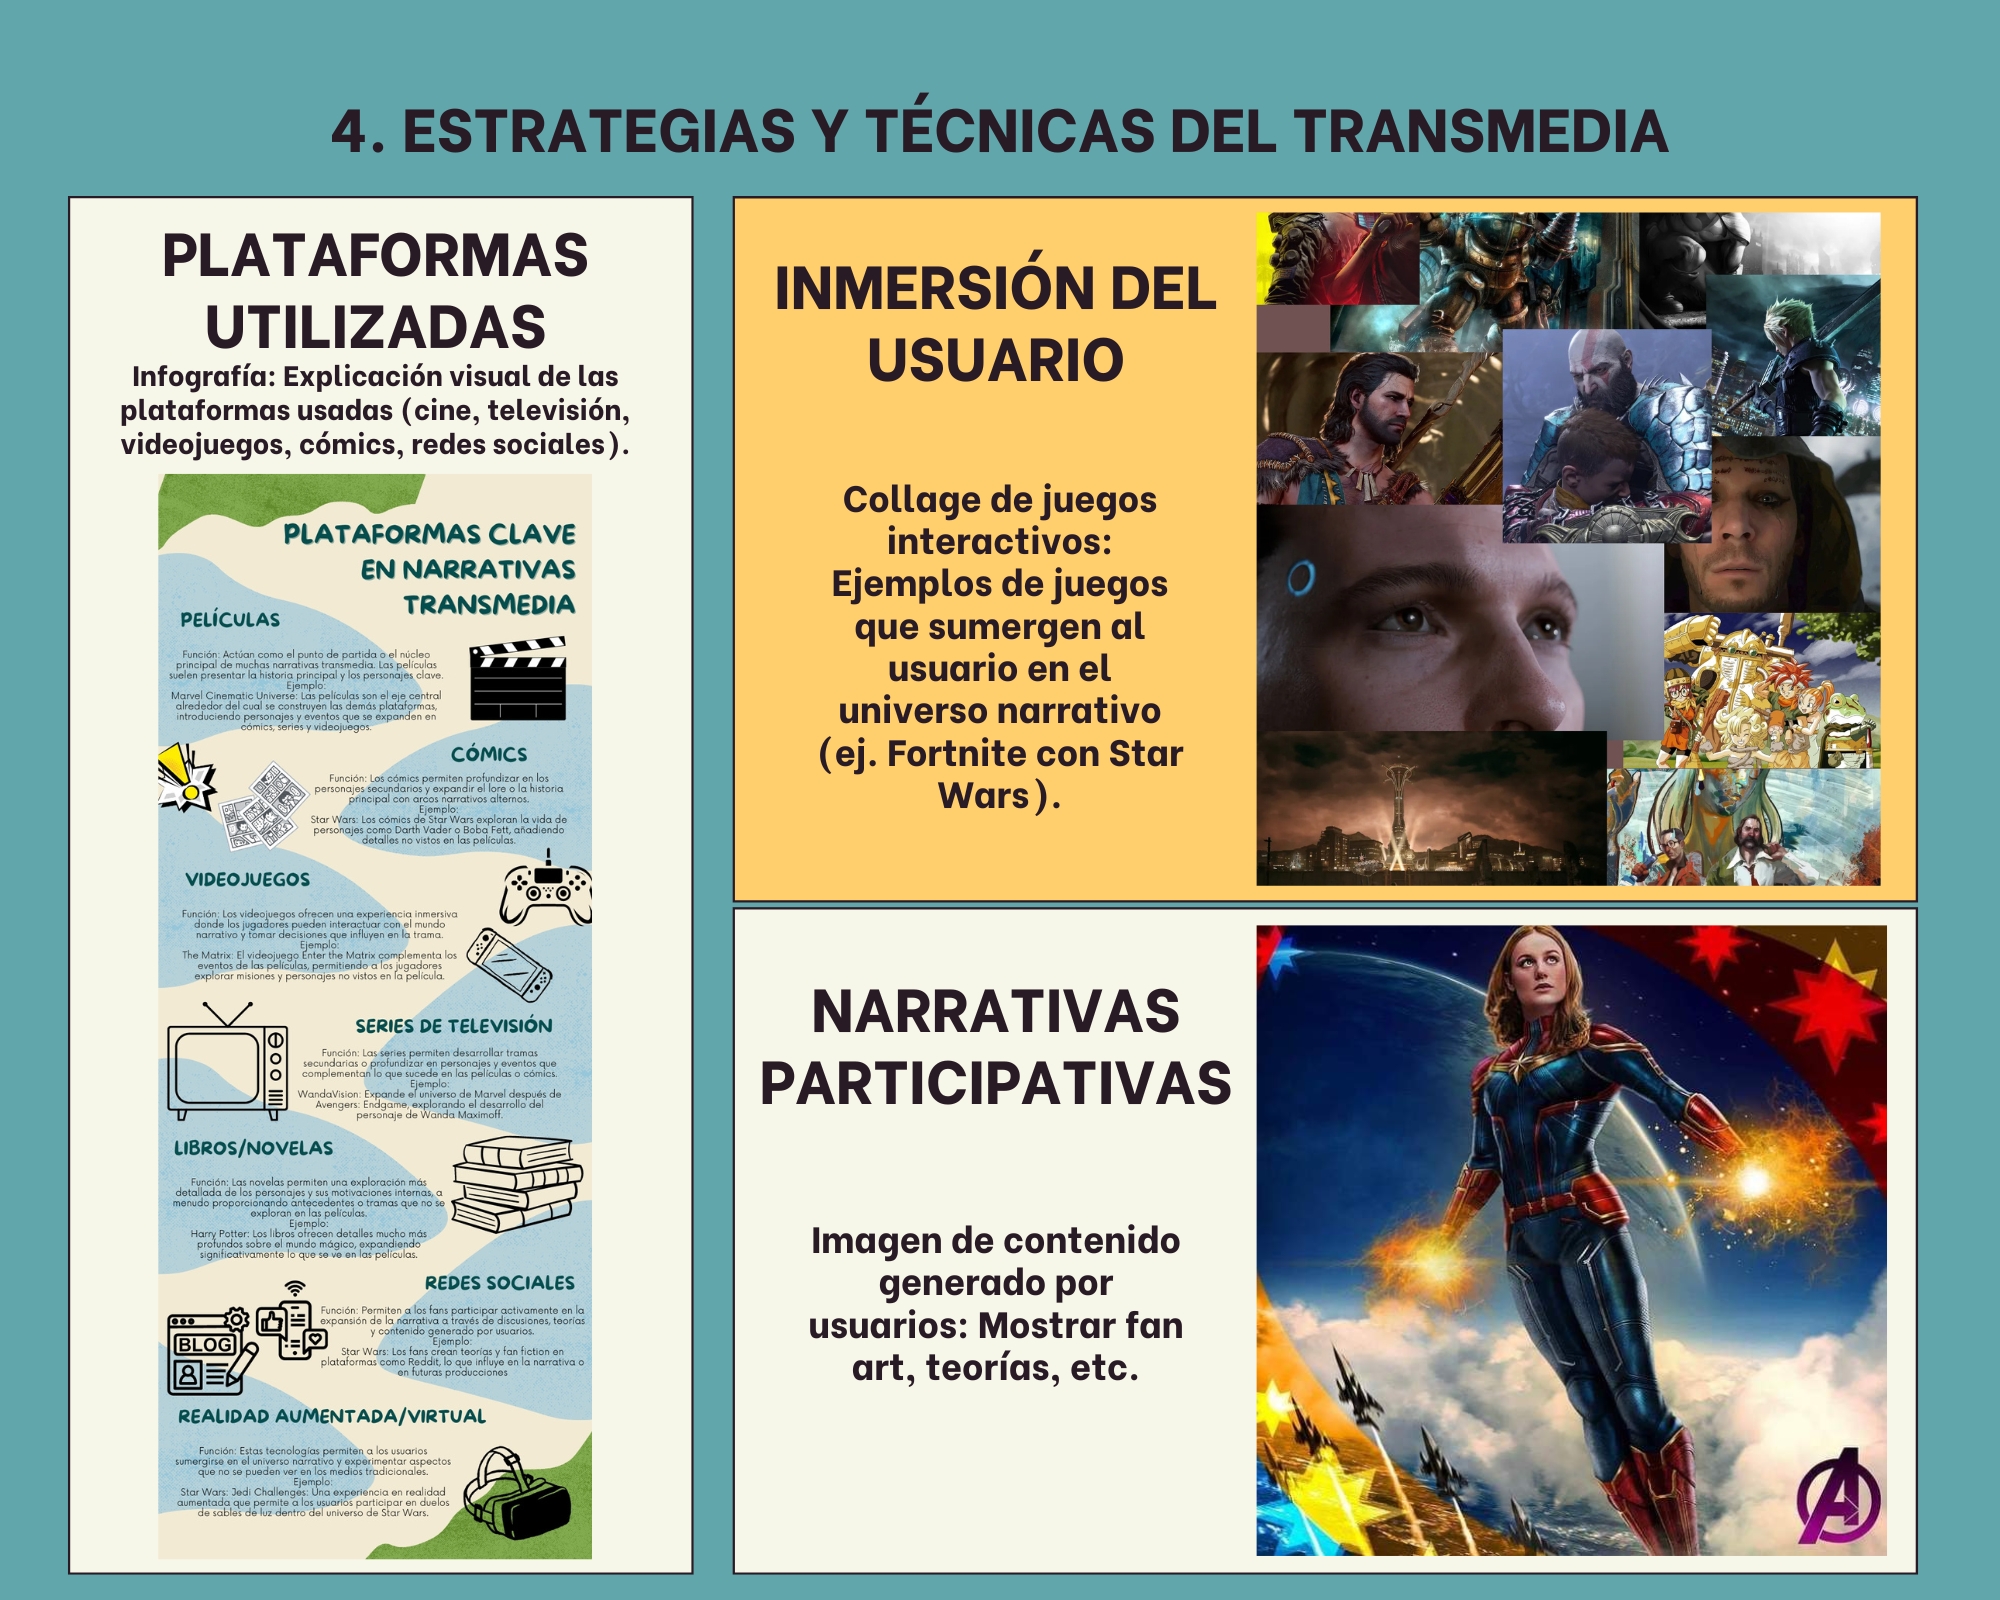 4. ESTRATEGIAS Y TÉCNICAS DEL TRANSMEDIA
PLATAFORMAS
UTILIZADAS
Infografía: Explicación visual de las
plataformas usadas (cine, televisión,
videojuegos, cómics, redes sociales).
PLATAFORMAS CLAVE
EN NARRATIVAS
TRANSMEDIA
PELÍCULAS
Función: Actúan como el punto de partida o el núcleo
principal de muchas narrativas transmedia. Las películas
suelen presentar la historia principal y los personajes clave.
Ejemplo:
Marvel Cinematic Universe: Las películas son el eje central
alrededor del cual se construyen las demás plataformas,
introduciendo personajes y eventos que se expanden en
cómics, series y videojuegos.
CÓMICS
Función: Los cómics permiten profundizar en los
personajes secundarios y expandir el lore o la historia
principal con arcos narrativos alternos.
Ejemplo:
Star Wars: Los cómics de Star Wars exploran la vida de
personajes como Darth Vader o Boba Fett, añadiendo
detalles no vistos en las películas.
VIDEOJUEGOS
Función: Los videojuegos ofrecen una experiencia inmersiva
donde los jugadores pueden interactuar con el mundo
narrativo y tomar decisiones que influyen en la trama.
Ejemplo:
The Matrix: El videojuego Enter the Matrix complementa los
eventos de las películas, permitiendo a los jugadores
explorar misiones y personajes no vistos en la película.
SERIES DE TELEVISIÓN
Función: Las series permiten desarrollar tramas
secundarias o profundizar en personajes y eventos que
complementan lo que sucede en las películas o cómics.
Ejemplo:
WandaVision: Expande el universo de Marvel después de
Avengers: Endgame, explorando el desarrollo del
personaje de Wanda Maximoff.
LIBROS/NOVELAS
Función: Las novelas permiten una exploración más
detallada de los personajes y sus motivaciones internas, a
menudo proporcionando antecedentes o tramas que no se
exploran en las películas.
Ejemplo:
Harry Potter: Los libros ofrecen detalles mucho más
profundos sobre el mundo mágico, expandiendo
significativamente lo que se ve en las películas.
REDES SOCIALES
Función: Permiten a los fans participar activamente en la
expansión de la narrativa a través de discusiones, teorías
y contenido generado por usuarios.
Ejemplo:
Star Wars: Los fans crean teorías y fan fiction en
plataformas como Reddit, lo que influye en la narrativa o
en futuras producciones
BLOG
REALIDAD AUMENTADA/VIRTUAL
Función: Estas tecnologías permiten a los usuarios
sumergirse en el universo narrativo y experimentar aspectos
que no se pueden ver en los medios tradicionales.
Ejemplo:
Star Wars: Jedi Challenges: Una experiencia en realidad
aumentada que permite a los usuarios participar en duelos
de sables de luz dentro del universo de Star Wars.
INMERSIÓN DEL
USUARIO
Collage de juegos
interactivos:
Ejemplos de juegos
que sumergen al
usuario en el
universo narrativo
(ej. Fortnite con Star
Wars).
NARRATIVAS
PARTICIPATIVAS
Imagen de contenido
generado por
usuarios: Mostrar fan
art, teorías, etc.